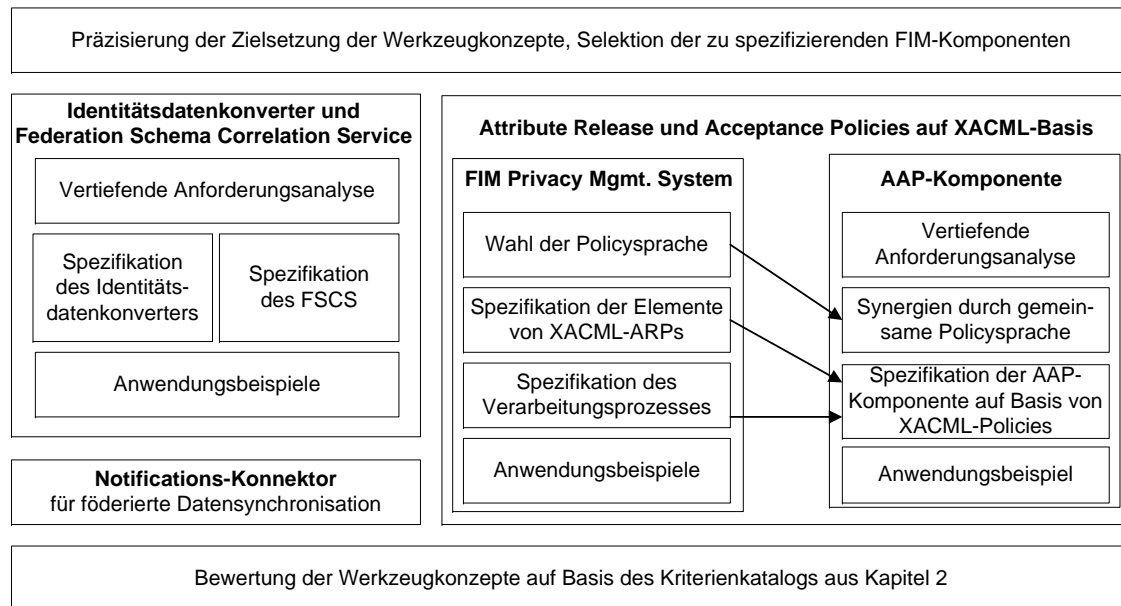 Präzisierung der Zielsetzung der Werkzeugkonzepte, Selektion der zu spezifizierenden FIM-Komponenten
Identitätsdatenkonverter und
Federation Schema Correlation Service
Vertiefende Anforderungsanalyse
Spezifikation
des Identitäts-
datenkonverters
Spezifikation
des FSCS
Anwendungsbeispiele
Notifications-Konnektor
für föderierte Datensynchronisation
Attribute Release und Acceptance Policies auf XACML-Basis
FIM Privacy Mgmt. System
Wahl der Policysprache
Spezifikation der Elemente
von XACML-ARPs
Spezifikation des
Verarbeitungsprozesses
Anwendungsbeispiele
AAP-Komponente
Vertiefende
Anforderungsanalyse
Synergien durch gemein-
same Policysprache
Spezifikation der AAP-
Komponente auf Basis von
XACML-Policies
Anwendungsbeispiel
Bewertung der Werkzeugkonzepte auf Basis des Kriterienkatalogs aus Kapitel 2